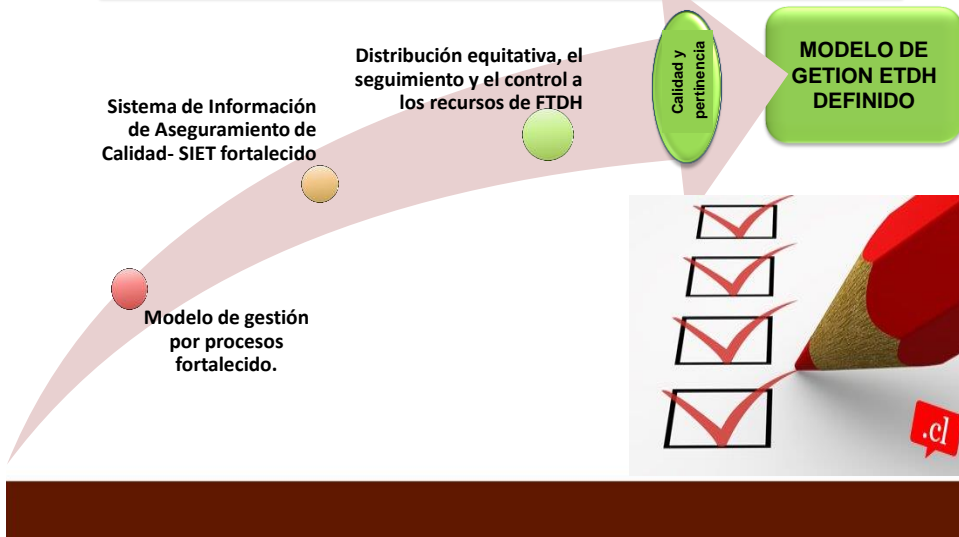 Distribución equitativa, el
seguimiento y el control a
los recursos de FTDH
Calidad y
pertinencia
MODELO DE
GETION ETDH
DEFINIDO
Sistema de Información
de Aseguramiento de
Calidad- SIET fortalecido
Modelo de gestión
por procesos
fortalecido.
.cl